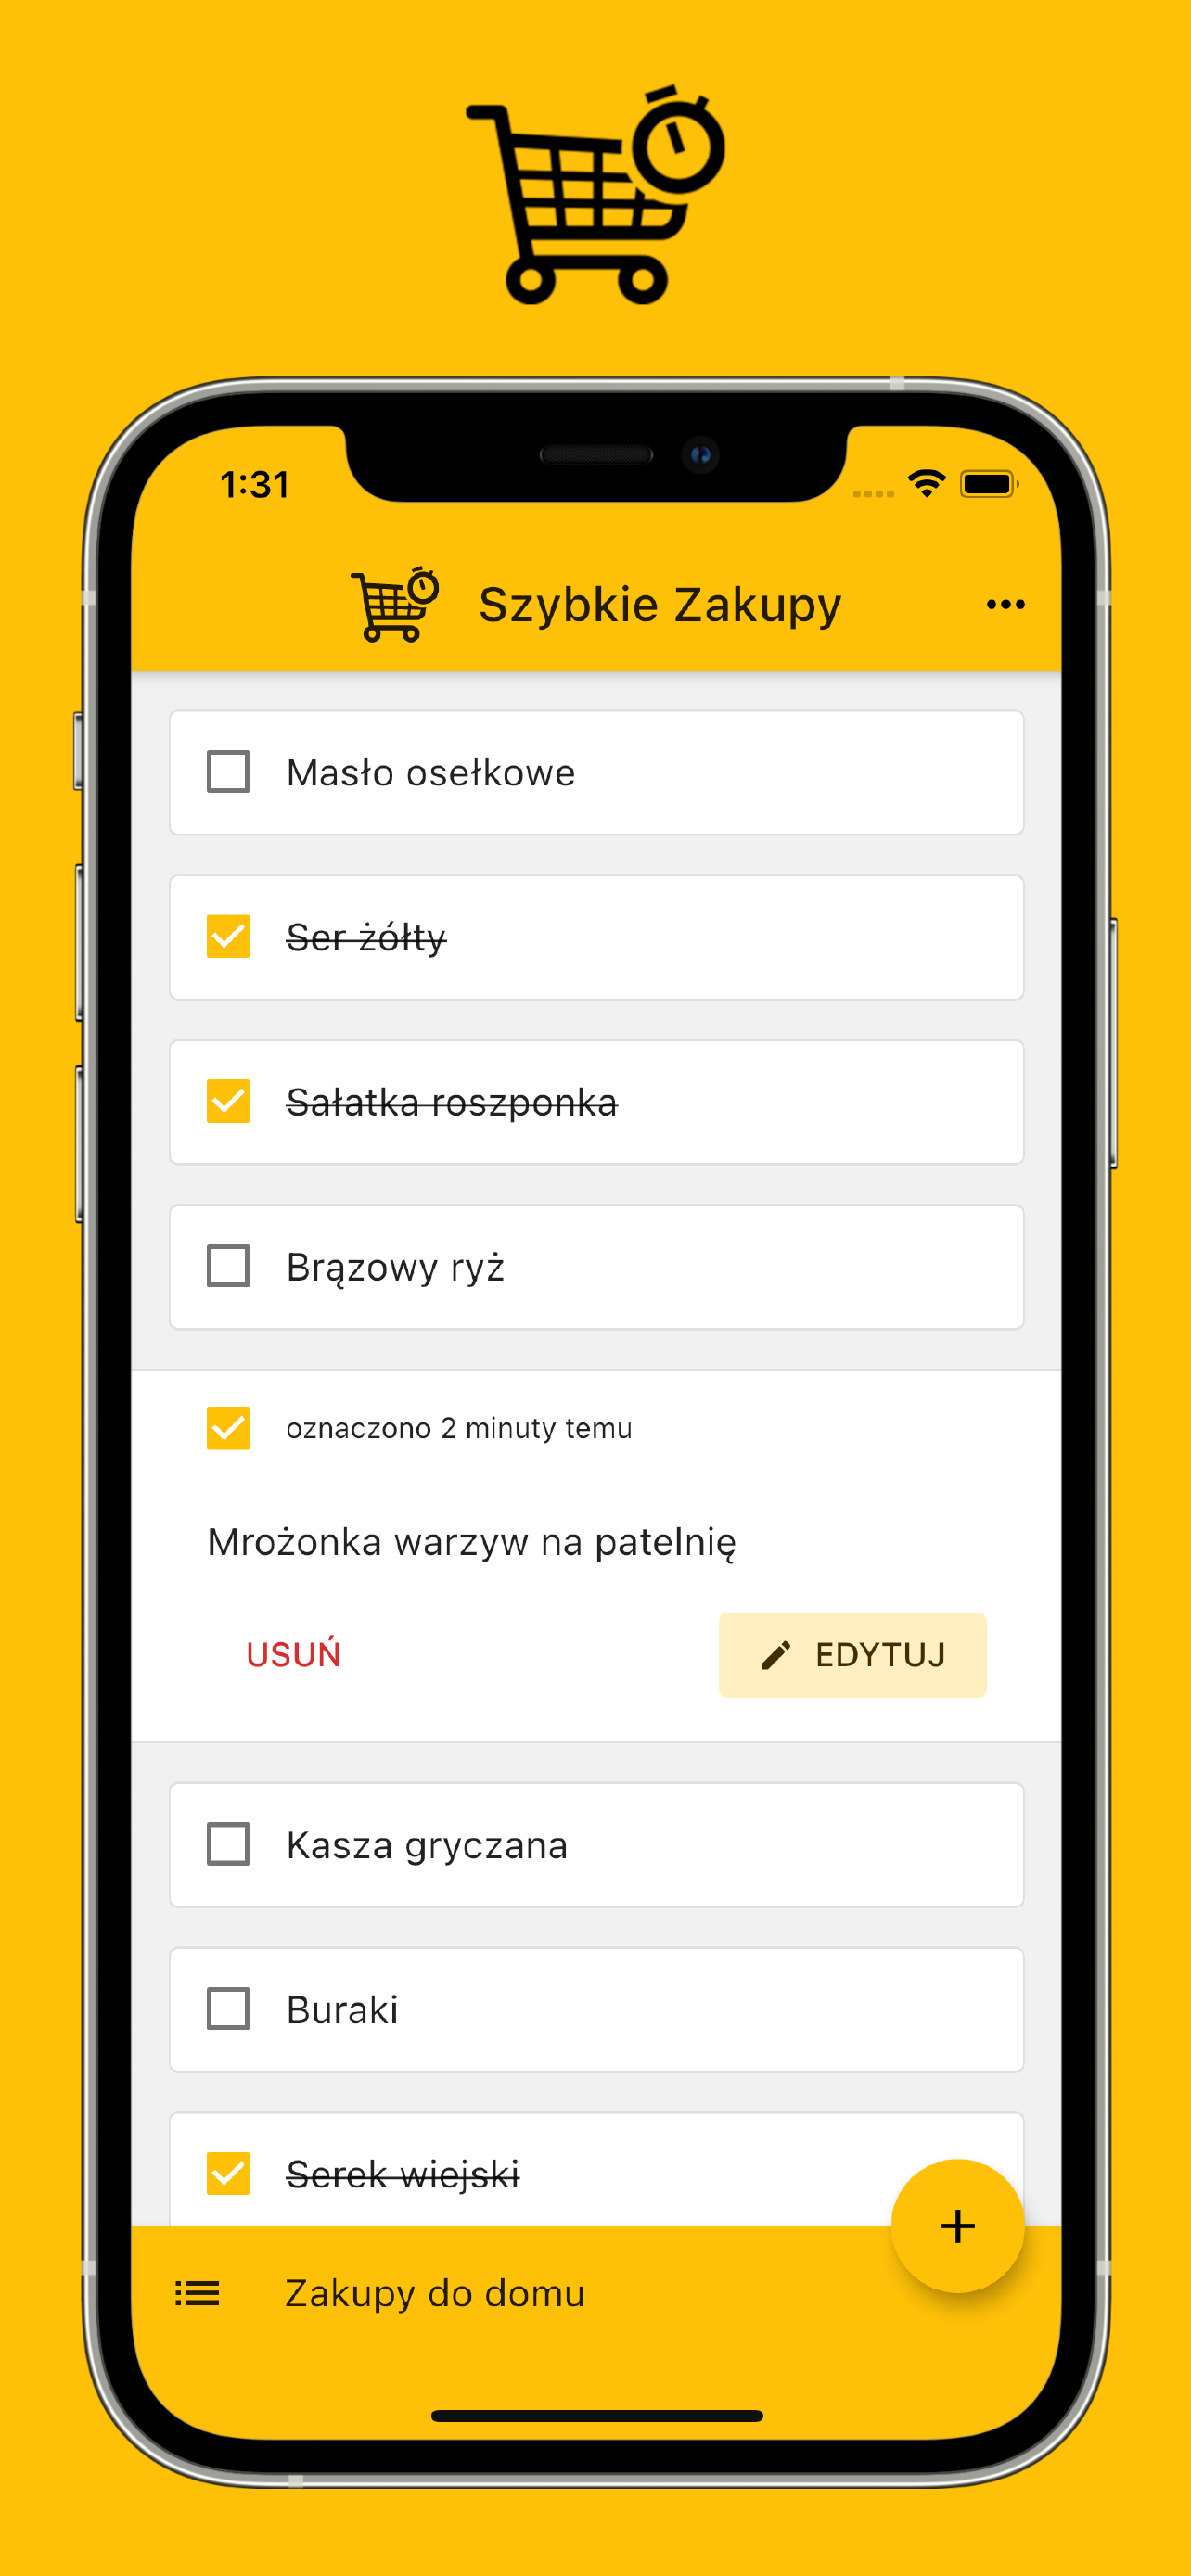 1:31
Szybkie Zakupy
Masło osełkowe
Ser żółty
Sałatka roszponka
Brązowy ryż
oznaczono 2 minuty temu
Mrożonka warzyw na patelnię
USUŃ
EDYTUJ
Kasza gryczana
Buraki
Serek wiejski
Zakupy do domu